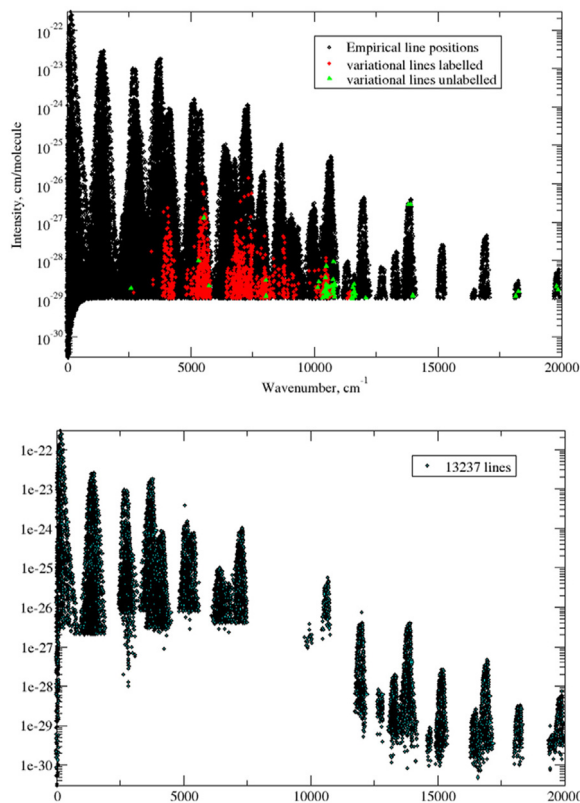 10⁻²²
10⁻²³
10⁻²⁴
10⁻²⁵
10⁻²⁶
10⁻²⁷
10⁻²⁸
10⁻²⁹
10⁻³⁰
Intensity, cm/molecule
Empirical line positions
variational lines labelled
variational lines unlabelled
0 5000 10000 15000 20000
Wavenumber, cm⁻¹
1e-22
1e-23
1e-24
1e-25
1e-26
1e-27
1e-28
1e-29
1e-30
13237 lines
0 5000 10000 15000 20000